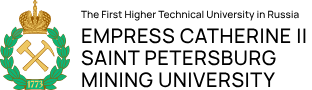 The First Higher Technical University in Russia
EMPRESS CATHERINE II
SAINT PETERSBURG
MINING UNIVERSITY
1773